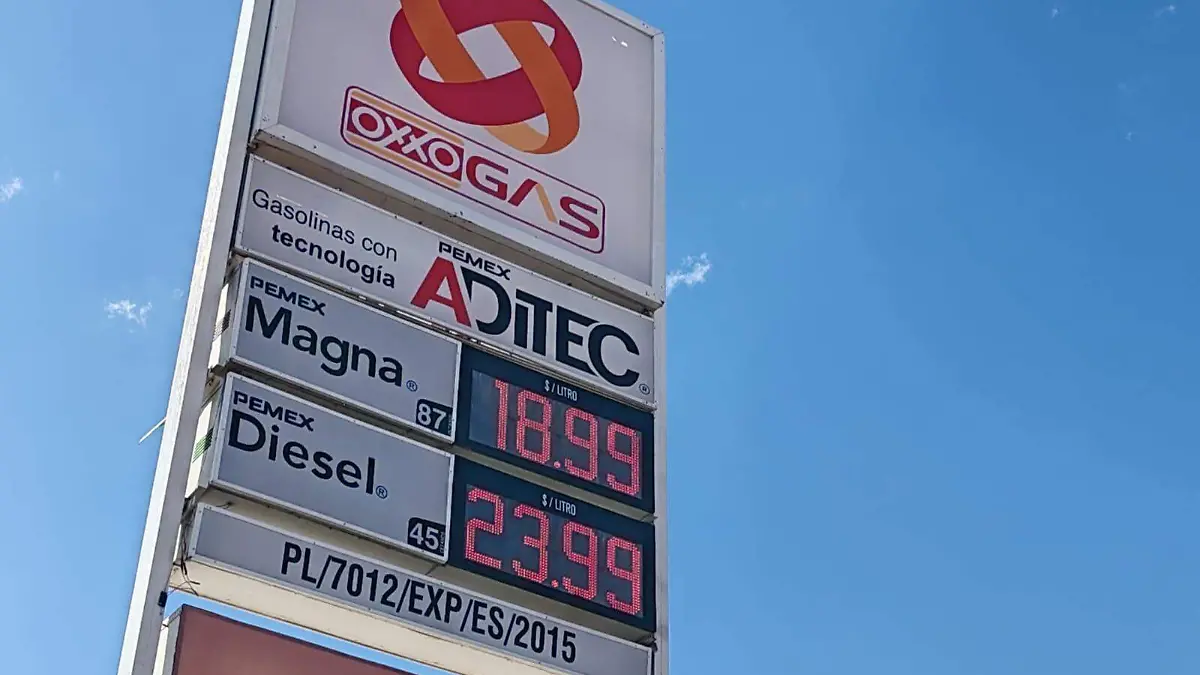 OXXO GAS
Gasolinas con
tecnología
PEMEX
ADITEC®
PEMEX
Magna®
87
$ / LITRO
18.99
PEMEX
Diesel®
45
$ / LITRO
23.99
PL/7012/EXP/ES/2015